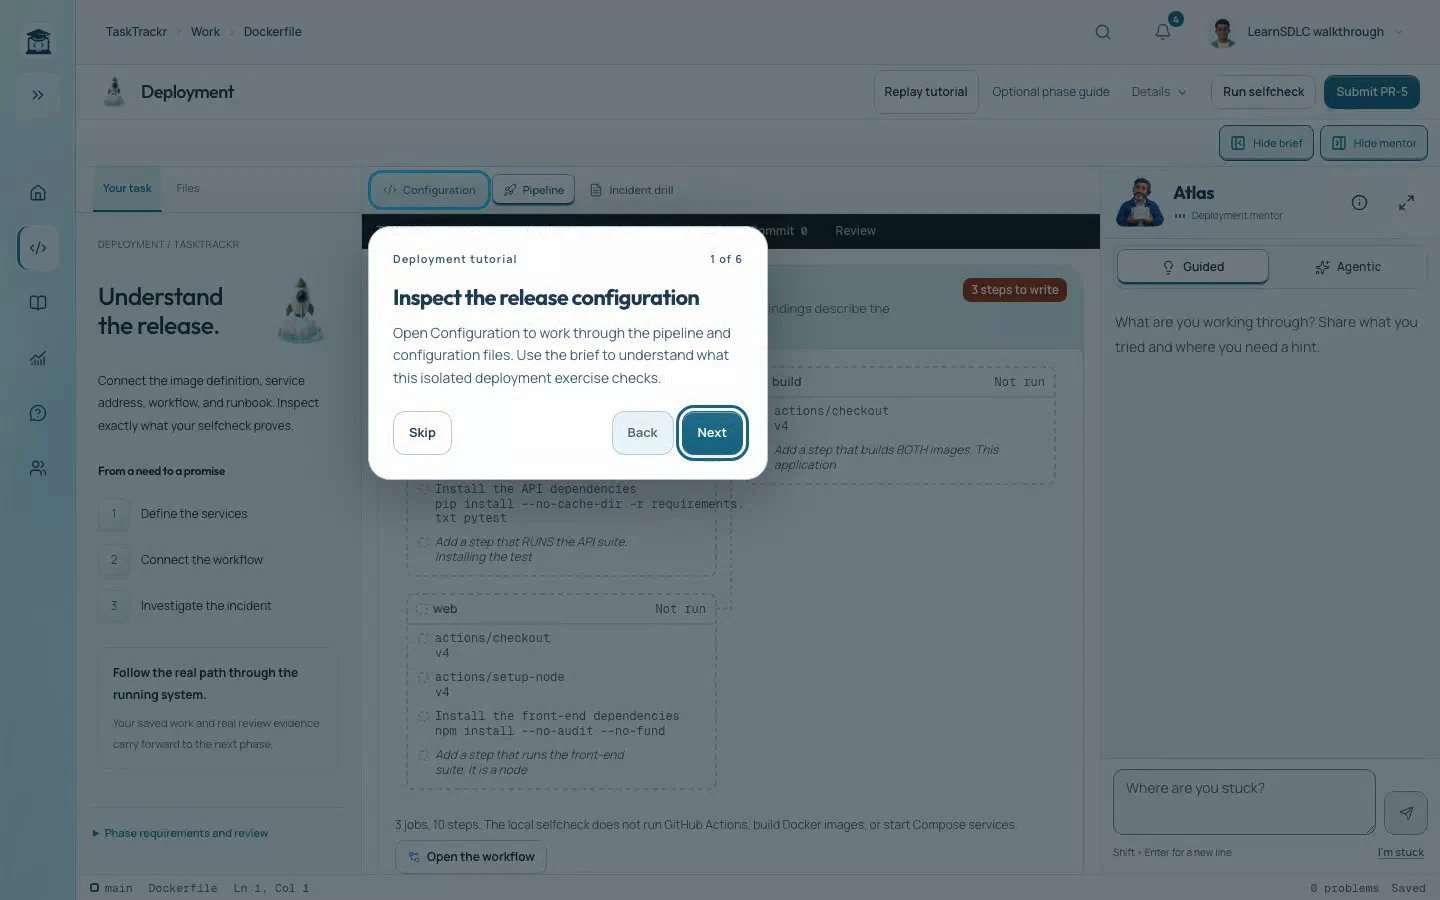 TaskTrackr
Work
Dockerfile
4
LearnSDLC walkthrough
Deployment
Replay tutorial
Optional phase guide
Details
Run selfcheck
Submit PR-5
Hide brief
Hide mentor
Your task
Files
Configuration
Pipeline
Incident drill
ommit 0
Review
DEPLOYMENT / TASKTRACKR
Understand
the release.
Connect the image definition, service
address, workflow, and runbook. Inspect
exactly what your selfcheck proves.
From a need to a promise
1
Define the services
2
Connect the workflow
3
Investigate the incident
Follow the real path through the
running system.
Your saved work and real review evidence
carry forward to the next phase.
Phase requirements and review
Deployment tutorial
1 of 6
Inspect the release configuration
Open Configuration to work through the pipeline and
configuration files. Use the brief to understand what
this isolated deployment exercise checks.
Skip
Back
Next
3 steps to write
ndings describe the
build
Not run
actions/checkout
v4
Add a step that builds BOTH images. This
application
Install the API dependencies
pip install --no-cache-dir -r requirements.
txt pytest
Add a step that RUNS the API suite.
Installing the test
web
Not run
actions/checkout
v4
actions/setup-node
v4
Install the front-end dependencies
npm install --no-audit --no-fund
Add a step that runs the front-end
suite. It is a node
3 jobs, 10 steps. The local selfcheck does not run GitHub Actions, build Docker images, or start Compose services.
Open the workflow
Atlas
Deployment mentor
Guided
Agentic
What are you working through? Share what you
tried and where you need a hint.
Where are you stuck?
Shift + Enter for a new line
I'm stuck
main
Dockerfile
Ln 1, Col 1
0 problems
Saved